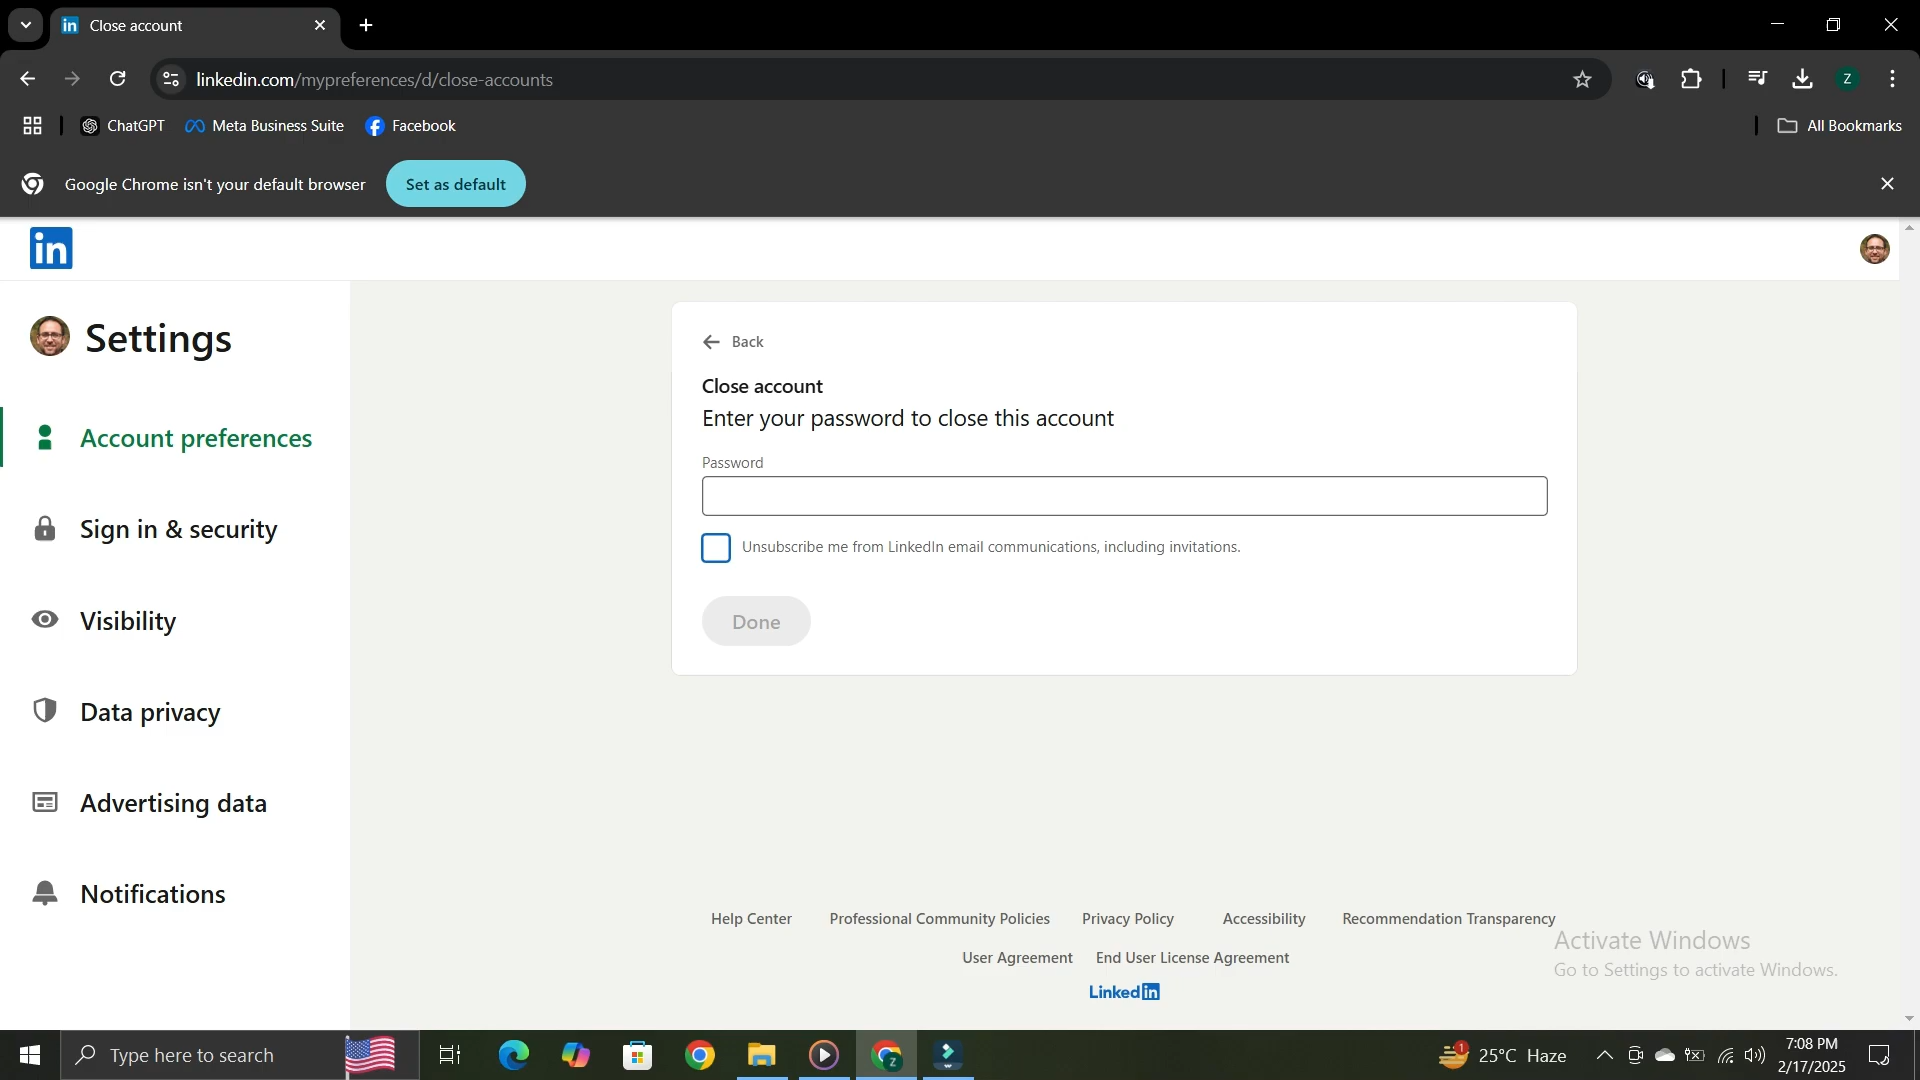 Close account
linkedin.com/mypreferences/d/close-accounts
Z
ChatGPT
Meta Business Suite
Facebook
All Bookmarks
Google Chrome isn't your default browser
Set as default
in
Settings
Account preferences
Sign in & security
Visibility
Data privacy
Advertising data
Notifications
Back
Close account
Enter your password to close this account
Password
Unsubscribe me from LinkedIn email communications, including invitations.
Done
Help Center Professional Community Policies Privacy Policy Accessibility Recommendation Transparency
User Agreement End User License Agreement
LinkedIn
Activate Windows
Go to Settings to activate Windows.
Type here to search
1
25°C Haze
7:08 PM
2/17/2025